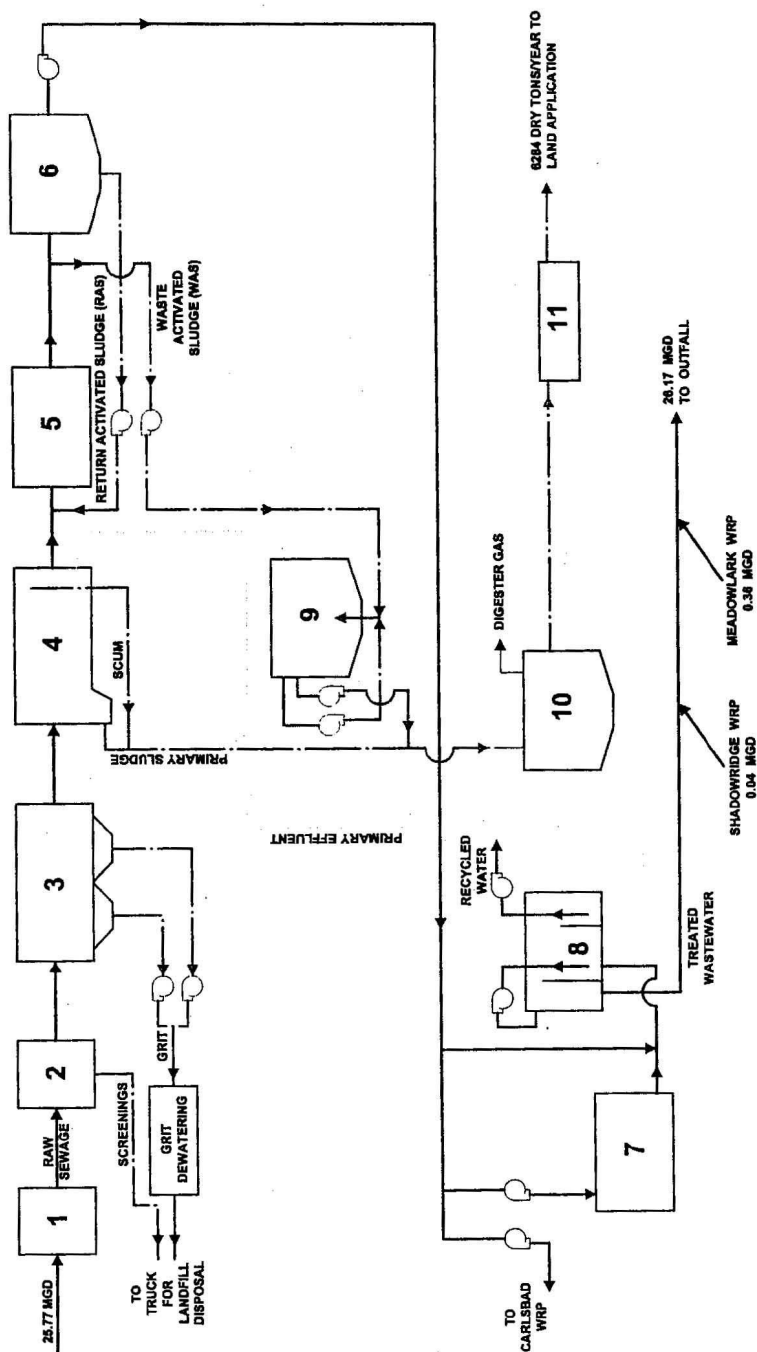 25.77 MGD
1
RAW
SEWAGE
2
SCREENINGS
3
GRIT
GRIT
DEWATERING
TO
TRUCK
FOR
LANDFILL
DISPOSAL
4
SCUM
PRIMARY SLUDGE
5
RETURN ACTIVATED SLUDGE (RAS)
WASTE
ACTIVATED
SLUDGE (WAS)
6
9
PRIMARY EFFLUENT
DIGESTER GAS
10
11
6284 DRY TONS/YEAR TO
LAND APPLICATION
TO
CARLSBAD
WRP
7
8
RECYCLED
WATER
TREATED
WASTEWATER
SHADOWRIDGE WRP
0.04 MGD
MEADOWLARK WRP
0.36 MGD
26.17 MGD
TO OUTFALL